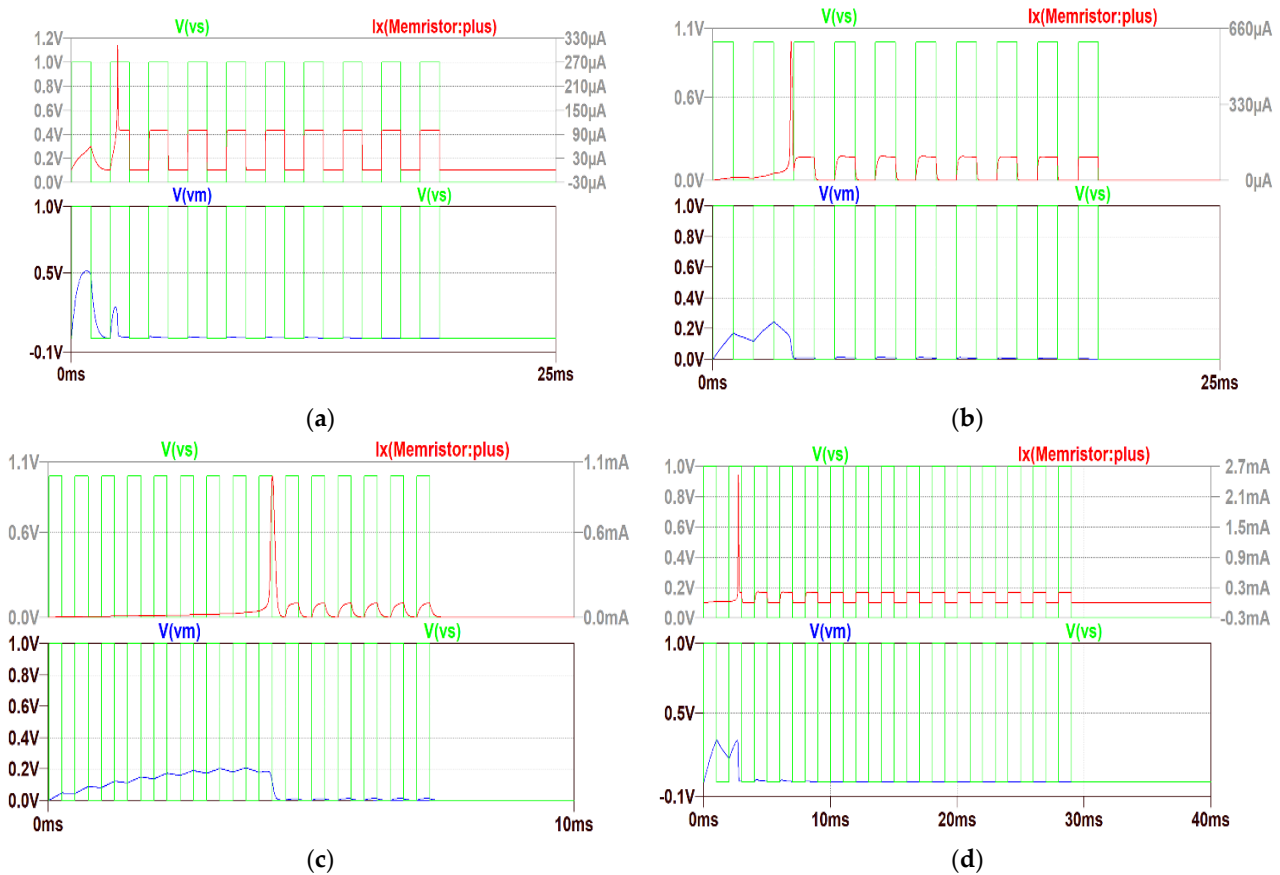 V(vs) Ix(Memristor:plus)
1.2V 330µA
1.0V 270µA
0.8V 210µA
150µA
0.6V
0.4V 90µA
0.2V 30µA
0.0V -30µA
V(vm) V(vs)
1.0V
0.5V
-0.1V
0ms 25ms
(a)
V(vs) Ix(Memristor:plus)
1.1V 660µA
0.6V 330µA
0.0V 0µA
V(vm) V(vs)
1.0V
0.8V
0.6V
0.4V
0.2V
0.0V
0ms 25ms
(b)
V(vs) Ix(Memristor:plus)
1.1V 1.1mA
0.6V 0.6mA
0.0V 0.0mA
V(vm) V(vs)
1.0V
0.8V
0.6V
0.4V
0.2V
0.0V
0ms 10ms
(c)
V(vs) Ix(Memristor:plus)
1.0V 2.7mA
0.8V 2.1mA
0.6V 1.5mA
0.4V 0.9mA
0.2V 0.3mA
0.0V -0.3mA
V(vm) V(vs)
1.0V
0.5V
-0.1V
0ms 10ms 20ms 30ms 40ms
(d)